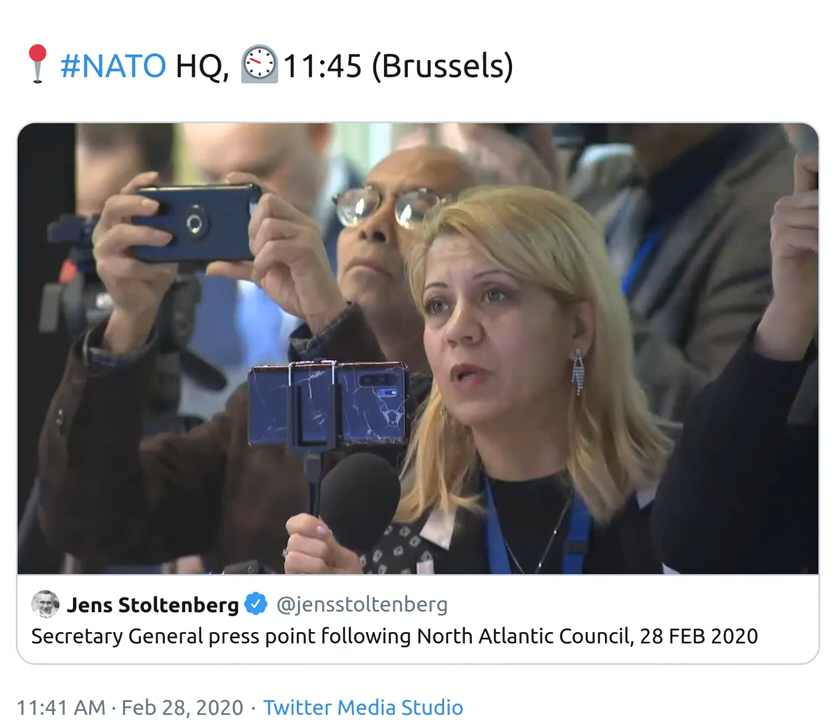 📍 #NATO HQ, ⏲11:45 (Brussels)
Jens Stoltenberg @jensstoltenberg
Secretary General press point following North Atlantic Council, 28 FEB 2020
11:41 AM · Feb 28, 2020 · Twitter Media Studio